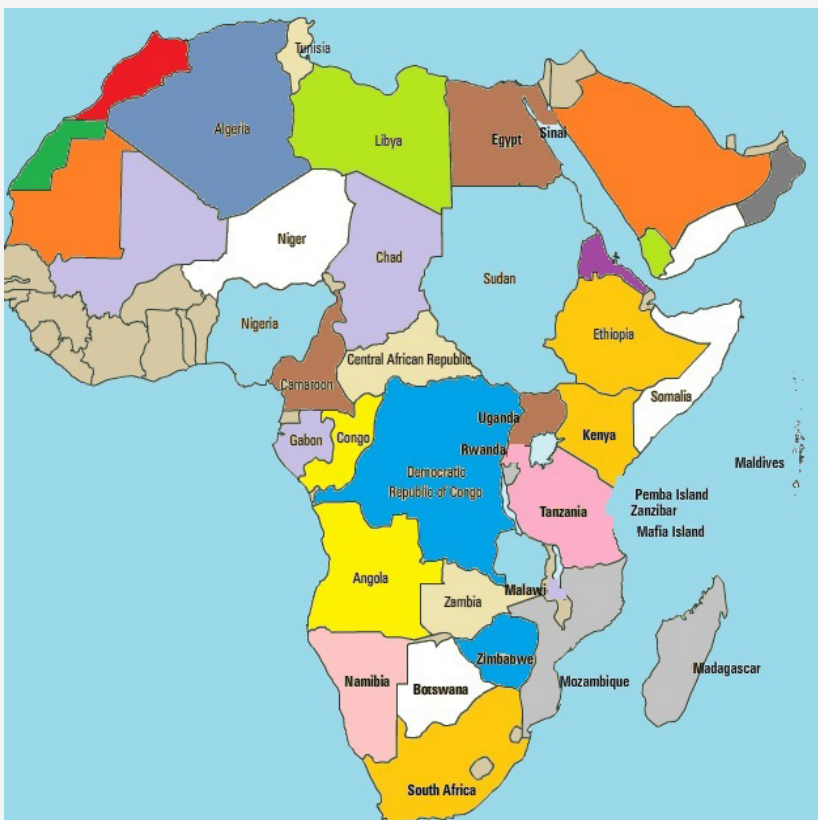 Tunisia
Algeria
Libya
Egypt
Sinai
Niger
Chad
Sudan
Nigeria
Ethiopia
Central African Republic
Camaroon
Somalia
Uganda
Gabon
Congo
Kenya
Rwanda
Maldives
Democratic
Republic of Congo
Pemba Island
Zanzibar
Tanzania
Mafia Island
Angola
Malawi
Zambia
Zimbabwe
Madagascar
Namibia
Botswana
Mozambique
South Africa